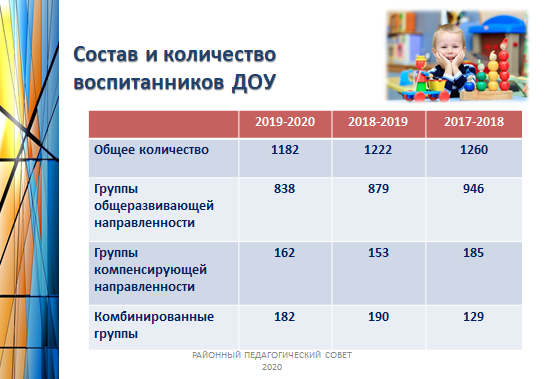 Состав и количество
воспитанников ДОУ
2019-2020 2018-2019 2017-2018
Общее количество 1182 1222 1260
Группы
общеразвивающей
направленности 838 879 946
Группы
компенсирующей
направленности 162 153 185
Комбинированные
группы 182 190 129
РАЙОННЫЙ ПЕДАГОГИЧЕСКИЙ СОВЕТ
2020